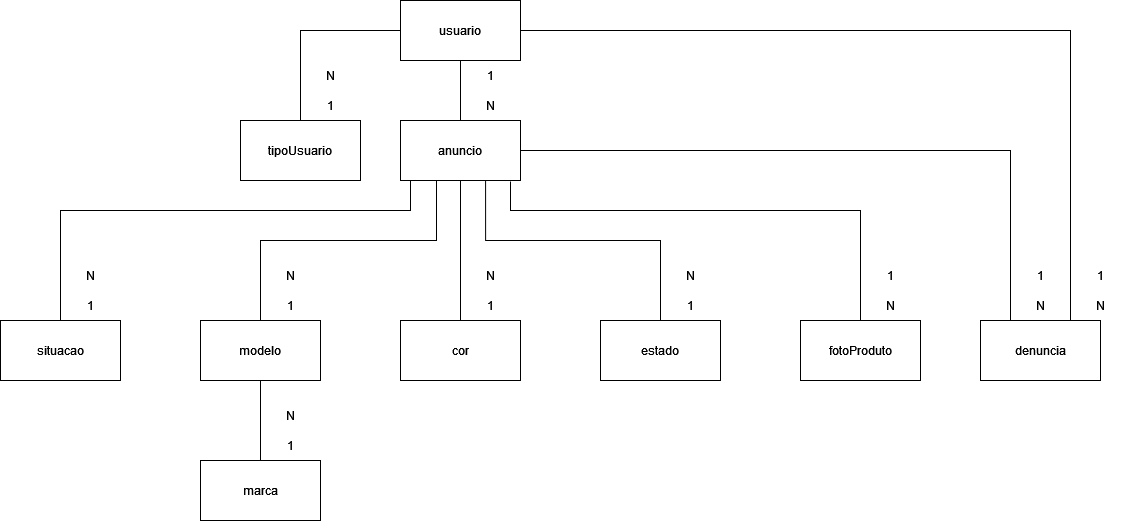 usuario
N
1
1
N
tipoUsuario
anuncio
N
N
N
N
1
1
1
1
1
1
1
N
N
N
situacao
modelo
cor
estado
fotoProduto
denuncia
N
1
marca